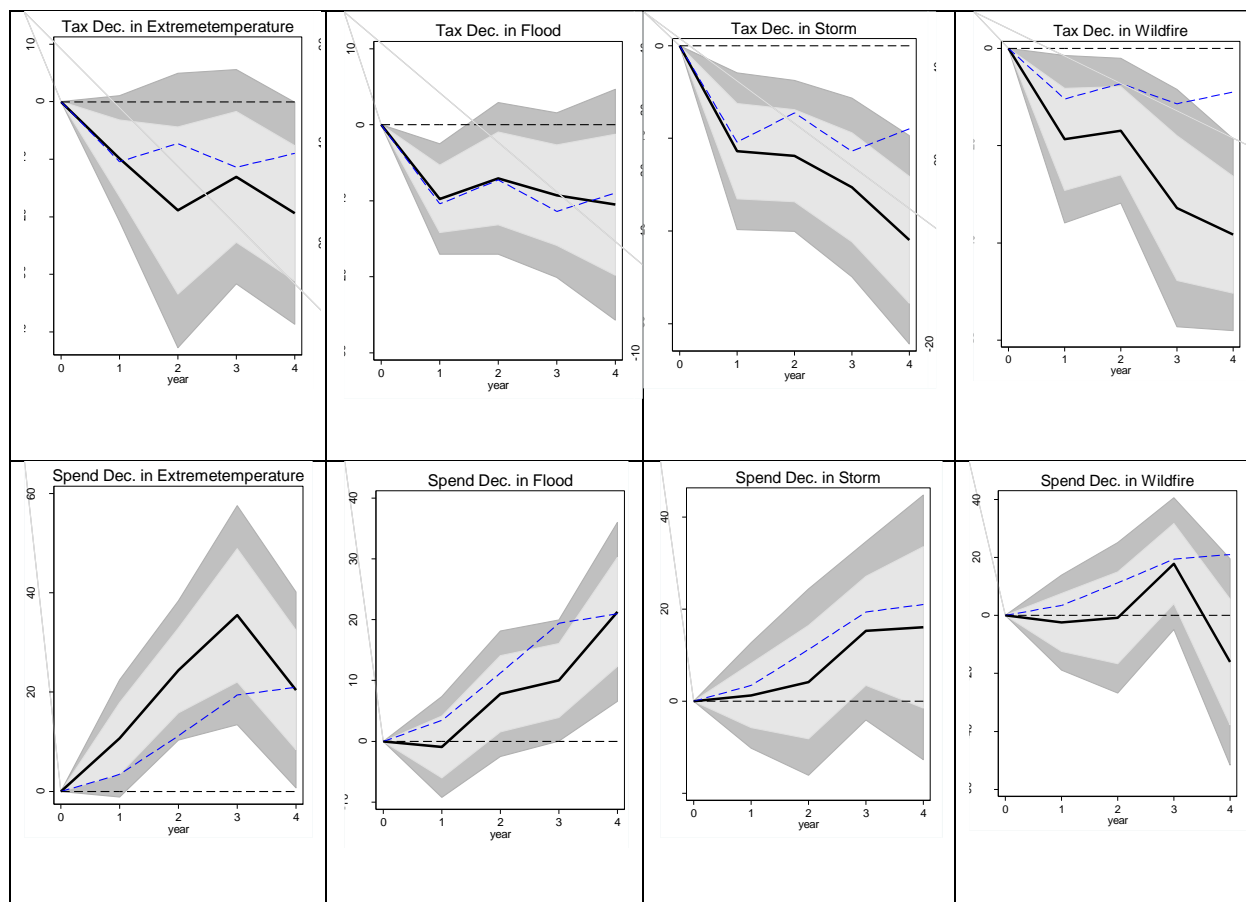 Tax Dec. in Extremetemperature
10
0
0 1 2 3 4
year
Tax Dec. in Flood
10
0
0 1 2 3 4
year
-10
Tax Dec. in Storm
0
0 1 2 3 4
year
-20
Tax Dec. in Wildfire
0
0 1 2 3 4
year
Spend Dec. in Extremetemperature
60
40
20
0
0 1 2 3 4
year
Spend Dec. in Flood
40
30
20
10
0
0 1 2 3 4
year
Spend Dec. in Storm
40
20
0
0 1 2 3 4
year
Spend Dec. in Wildfire
40
20
0
0 1 2 3 4
year